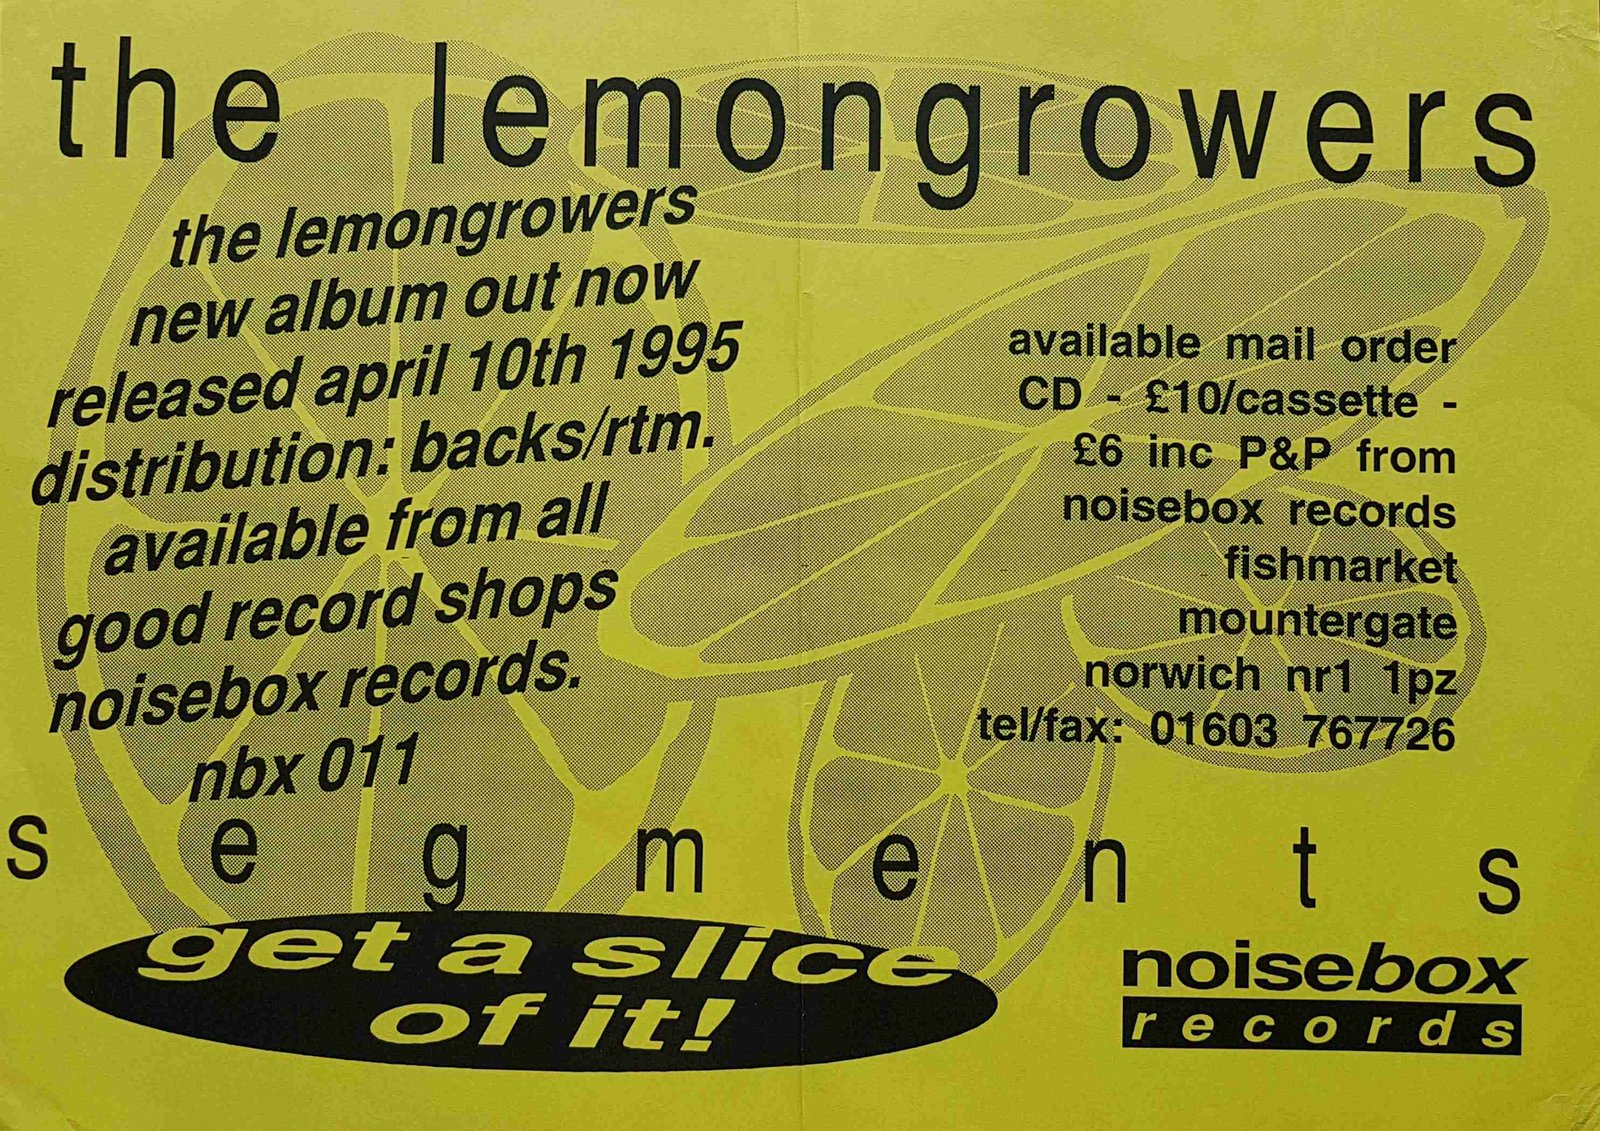 the lemongrowers
the lemongrowers
new album out now
released april 10th 1995
distribution: backs/rtm.
available from all
good record shops
noisebox records.
nbx 011
available mail order
CD - £10/cassette -
£6 inc P&P from
noisebox records
fishmarket
mountergate
norwich nr1 1pz
tel/fax: 01603 767726
segments
get a slice
of it!
noisebox
records